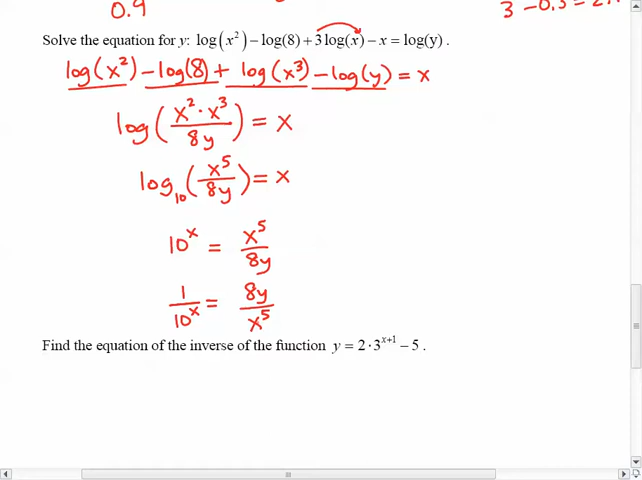 0.9
Solve the equation for y: log(x²) − log(8) + 3log(x) − x = log(y).
log(x²) − log(8) + log(x³) − log(y) = x
log(x²·x³/8y) = x
log₁₀(x⁵/8y) = x
10ˣ = x⁵/8y
1/10ˣ = 8y/x⁵
Find the equation of the inverse of the function y = 2·3ˣ⁺¹ − 5.